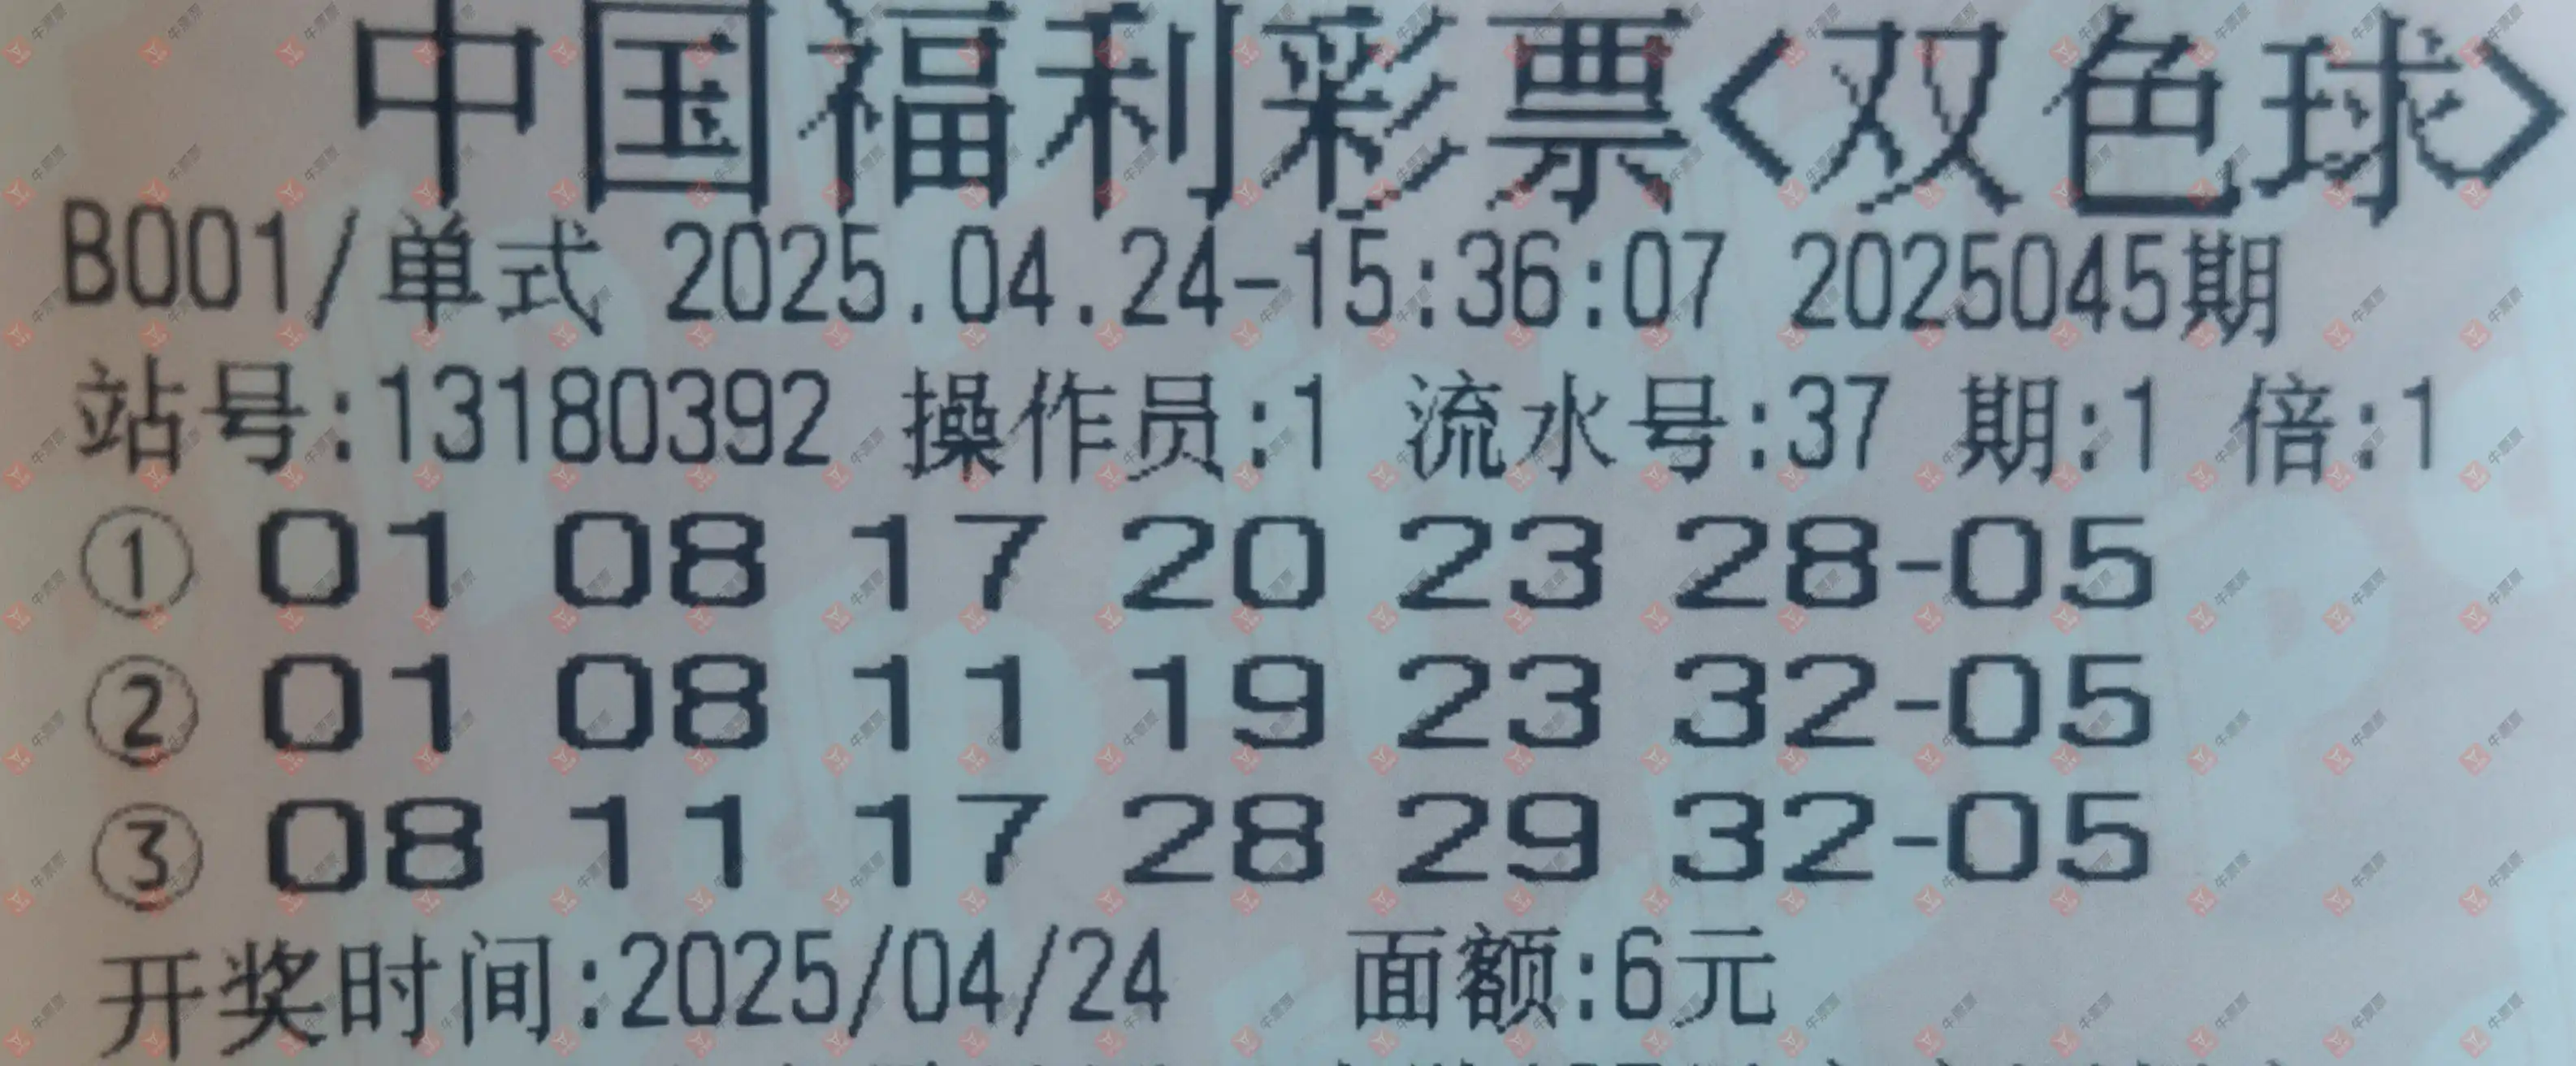 中国福利彩票<双色球>
B001/单式 2025.04.24-15:36:07 2025045期
站号:13180392 操作员:1 流水号:37 期:1 倍:1
① 01 08 17 20 23 28-05
② 01 08 11 19 23 32-05
③ 08 11 17 28 29 32-05
开奖时间:2025/04/24 面额:6元